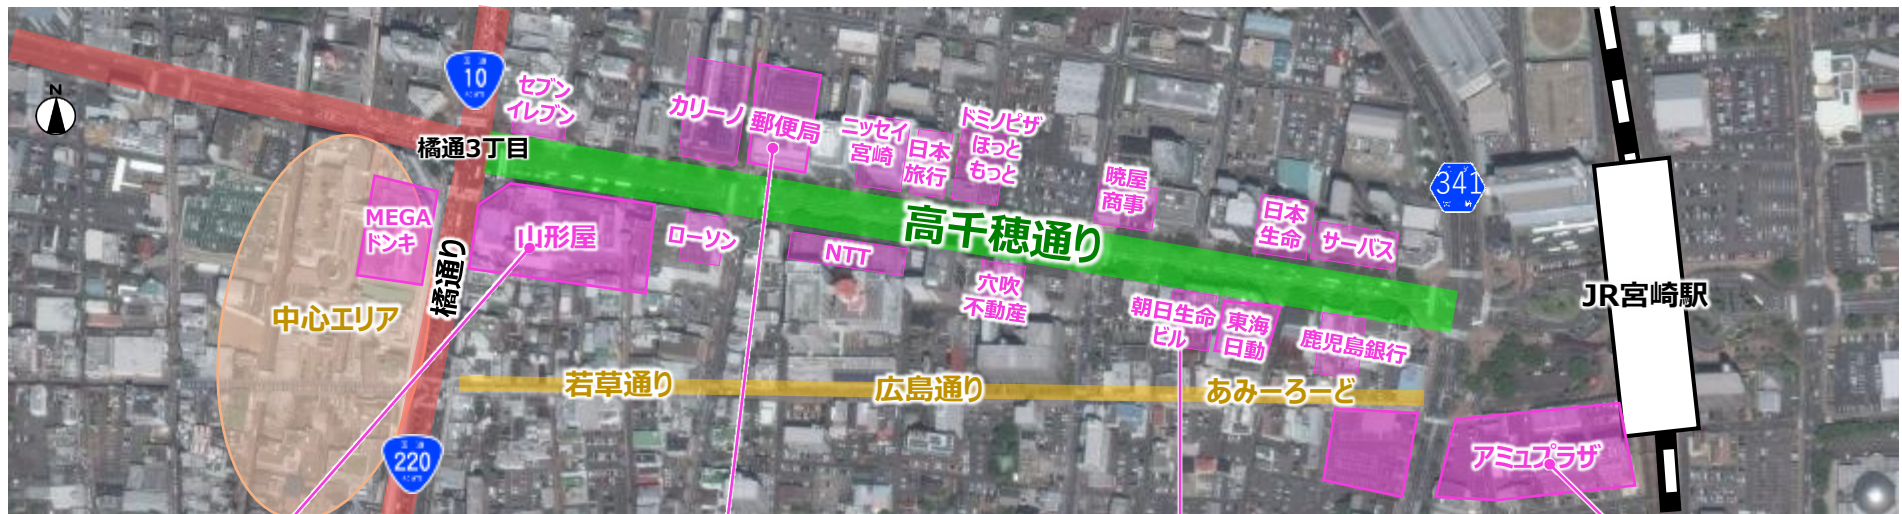 N
10
セブン
イレブン
橘通3丁目
カリーノ
郵便局
ニッセイ
宮崎
日本
旅行
ドミノピザ
ほっと
もっと
暁屋
商事
日本
生命
サーバス
341
MEGA
ドンキ
橘通り
山形屋
ローソン
NTT
高千穂通り
穴吹
不動産
朝日生命
ビル
東海
日動
鹿児島銀行
JR宮崎駅
中心エリア
若草通り
広島通り
あみーろーど
220
アミュプラザ